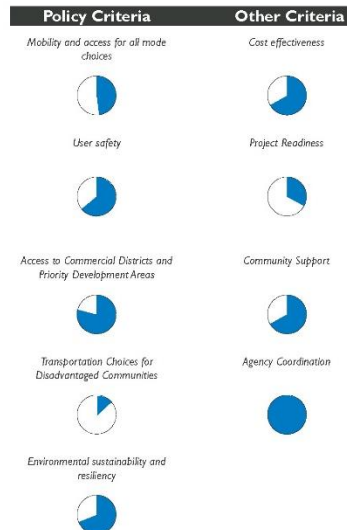 Policy Criteria
Other Criteria
Mobility and access for all mode
choices
Cost effectiveness
User safety
Project Readiness
Access to Commercial Districts and
Priority Development Areas
Community Support
Transportation Choices for
Disadvantaged Communities
Agency Coordination
Environmental sustainability and
resiliency